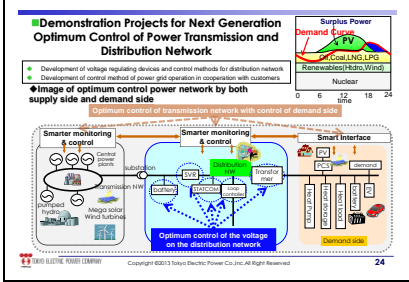 ■Demonstration Projects for Next Generation
Optimum Control of Power Transmission and
Distribution Network
Surplus Power
Demand Curve
PV
Oil,Coal,LNG,LPG
Renewables(Htdro,Wind)
Nuclear
0 6 12 18 24
time
◆ Development of voltage regulating devices and control methods for distribution network
◆ Development of control method of power grid operation in cooperation with customers
◆Image of optimum control power network by both
supply side and demand side
Optimum control of transmission network with control of demand side
Smarter monitoring
& control
Smarter monitoring
& control
Smart interface
Central
power
plants
substation
Transmission NW
pumped
hydro
Mega solar
Wind turbines
SVR
Distribution
NW
Transfor
mer
battery
STATCOM
Loop
controller
PV
PCS
demand
Heat Pump
Heat storage
Heat load
battery
EV
Demand side
Optimum control of the voltage
on the distribution network
TOKYO ELECTRIC POWER COMPANY
Copyright©2013 Tokyo Electric Power Co.,Inc.All Right Reserved
24